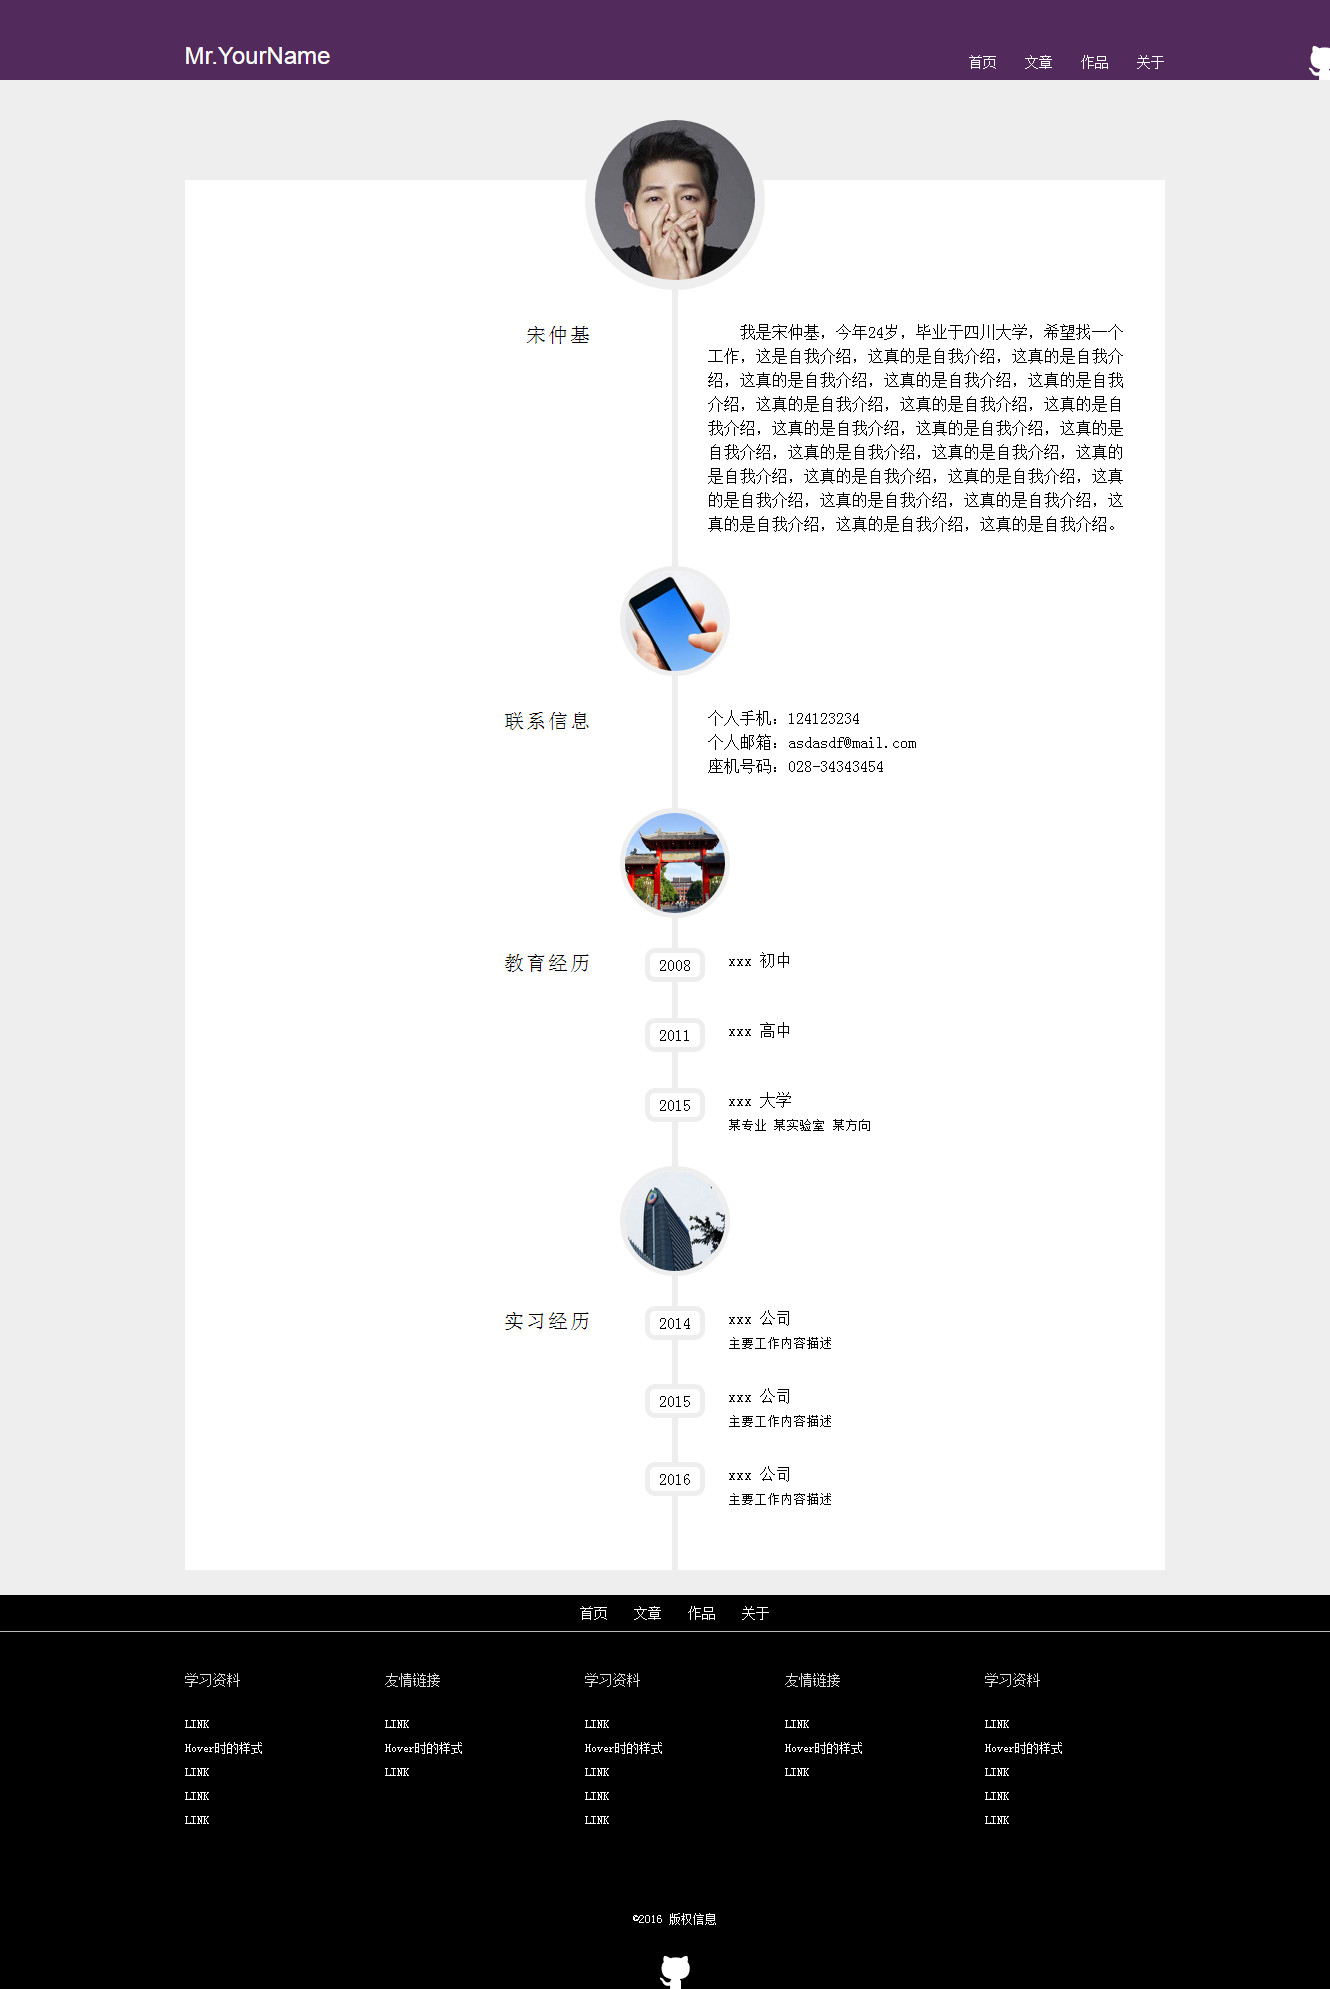 Mr.YourName
首页 文章 作品 关于
宋仲基
我是宋仲基，今年24岁，毕业于四川大学，希望找一个
工作，这是自我介绍，这真的是自我介绍，这真的是自我介
绍，这真的是自我介绍，这真的是自我介绍，这真的是自我
介绍，这真的是自我介绍，这真的是自我介绍，这真的是自
我介绍，这真的是自我介绍，这真的是自我介绍，这真的是
自我介绍，这真的是自我介绍，这真的是自我介绍，这真的
是自我介绍，这真的是自我介绍，这真的是自我介绍，这真
的是自我介绍，这真的是自我介绍，这真的是自我介绍，这
真的是自我介绍，这真的是自我介绍，这真的是自我介绍。
联系信息
个人手机：124123234
个人邮箱：asdasdf@mail.com
座机号码：028-34343454
教育经历
2008 xxx 初中
2011 xxx 高中
2015 xxx 大学
某专业 某实验室 某方向
实习经历
2014 xxx 公司
主要工作内容描述
2015 xxx 公司
主要工作内容描述
2016 xxx 公司
主要工作内容描述
首页 文章 作品 关于
学习资料
LINK
Hover时的样式
LINK
LINK
LINK
友情链接
LINK
Hover时的样式
LINK
学习资料
LINK
Hover时的样式
LINK
LINK
LINK
友情链接
LINK
Hover时的样式
LINK
学习资料
LINK
Hover时的样式
LINK
LINK
LINK
©2016 版权信息